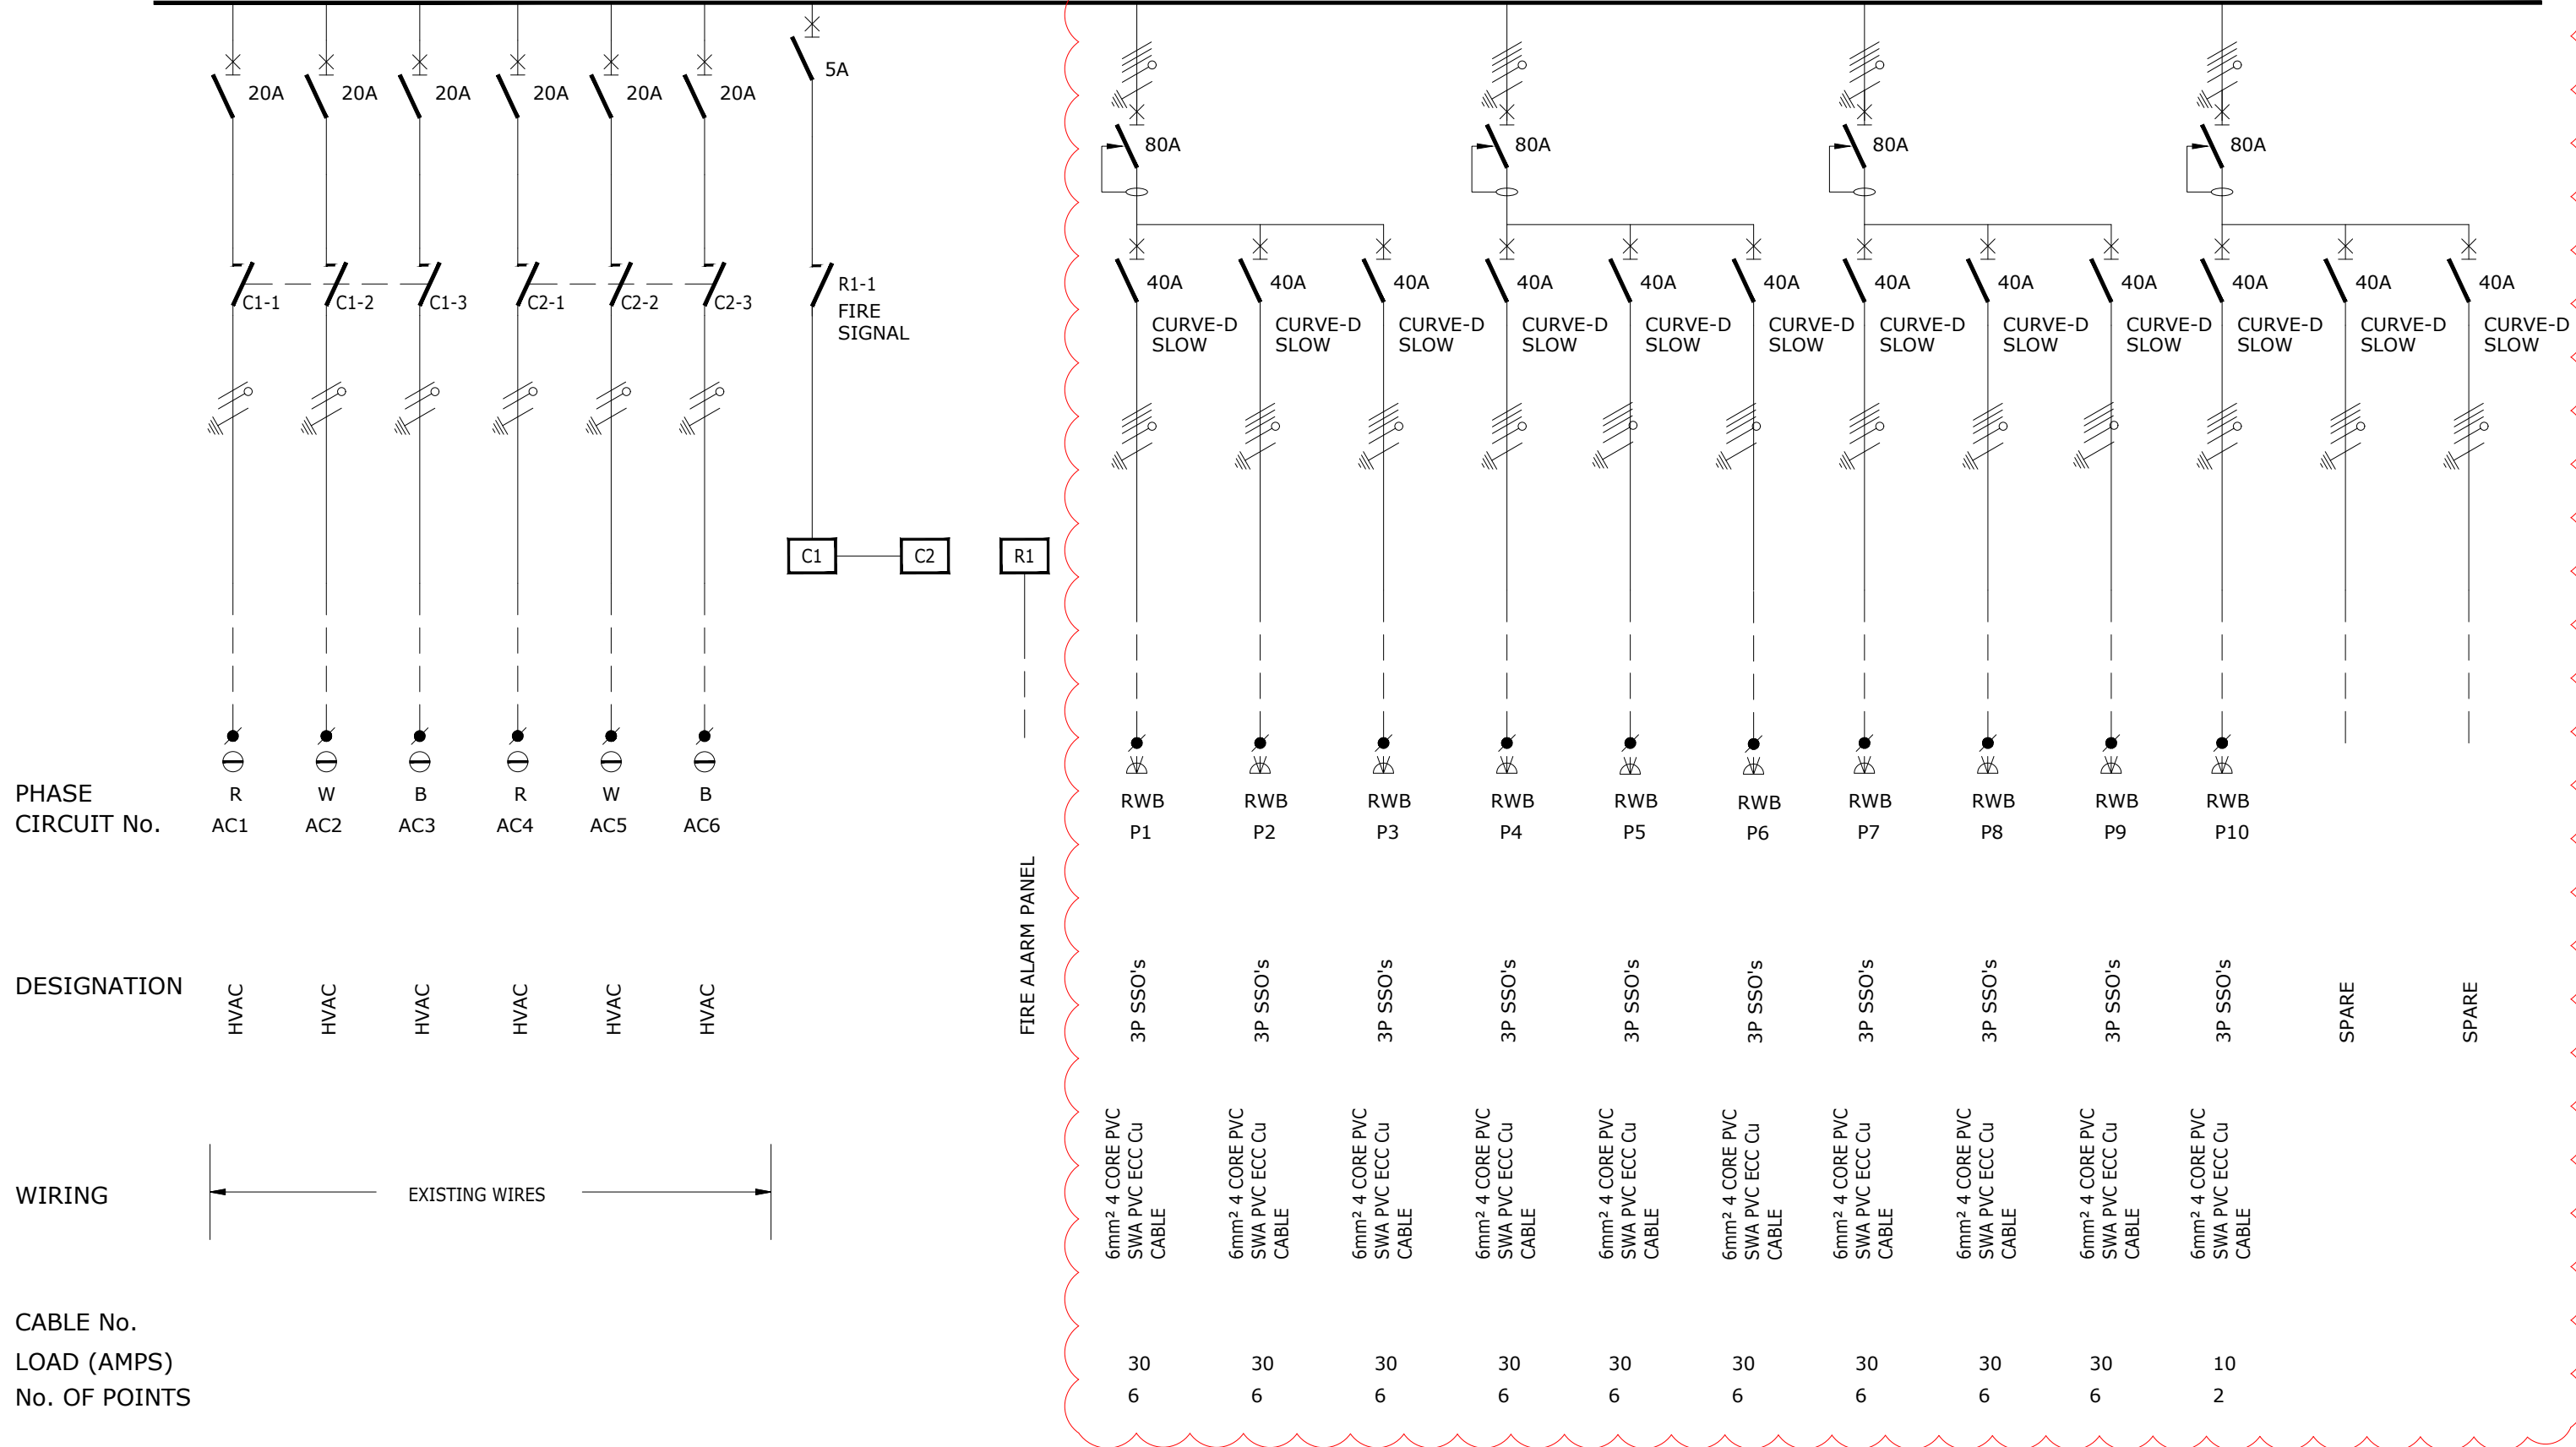 5A
20A 20A 20A 20A 20A 20A
80A 80A 80A 80A
C1-1 C1-2 C1-3 C2-1 C2-2 C2-3
R1-1
FIRE
SIGNAL
40A 40A 40A 40A 40A 40A 40A 40A 40A 40A 40A 40A
CURVE-D CURVE-D CURVE-D CURVE-D CURVE-D CURVE-D CURVE-D CURVE-D CURVE-D CURVE-D CURVE-D CURVE-D
SLOW SLOW SLOW SLOW SLOW SLOW SLOW SLOW SLOW SLOW SLOW SLOW
C1 C2 R1
PHASE R W B R W B RWB RWB RWB RWB RWB RWB RWB RWB RWB RWB
CIRCUIT No. AC1 AC2 AC3 AC4 AC5 AC6 P1 P2 P3 P4 P5 P6 P7 P8 P9 P10
FIRE ALARM PANEL
DESIGNATION HVAC HVAC HVAC HVAC HVAC HVAC 3P SSO's 3P SSO's 3P SSO's 3P SSO's 3P SSO's 3P SSO's 3P SSO's 3P SSO's 3P SSO's 3P SSO's SPARE SPARE
WIRING EXISTING WIRES
6mm² 4 CORE PVC
SWA PVC ECC Cu
CABLE
6mm² 4 CORE PVC
SWA PVC ECC Cu
CABLE
6mm² 4 CORE PVC
SWA PVC ECC Cu
CABLE
6mm² 4 CORE PVC
SWA PVC ECC Cu
CABLE
6mm² 4 CORE PVC
SWA PVC ECC Cu
CABLE
6mm² 4 CORE PVC
SWA PVC ECC Cu
CABLE
6mm² 4 CORE PVC
SWA PVC ECC Cu
CABLE
6mm² 4 CORE PVC
SWA PVC ECC Cu
CABLE
6mm² 4 CORE PVC
SWA PVC ECC Cu
CABLE
6mm² 4 CORE PVC
SWA PVC ECC Cu
CABLE
CABLE No.
LOAD (AMPS) 30 30 30 30 30 30 30 30 30 10
No. OF POINTS 6 6 6 6 6 6 6 6 6 2